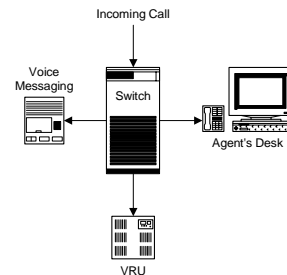 Incoming Call
Voice
Messaging
Switch
Agent's Desk
VRU